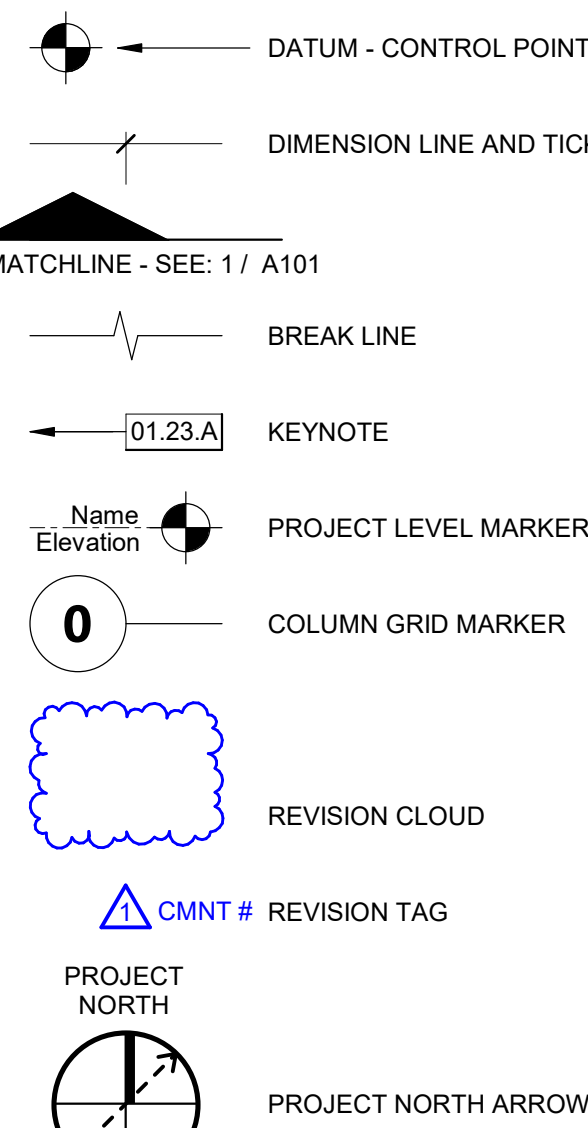 DATUM - CONTROL POINT
DIMENSION LINE AND
MATCHLINE - SEE: 1 / A101
BREAK LINE
01.23.A KEYNOTE
Name
Elevation
PROJECT LEVEL MARKER
0 COLUMN GRID MARKER
REVISION CLOUD
1 CMNT # REVISION TAG
PROJECT
NORTH
PROJECT NORTH ARROW